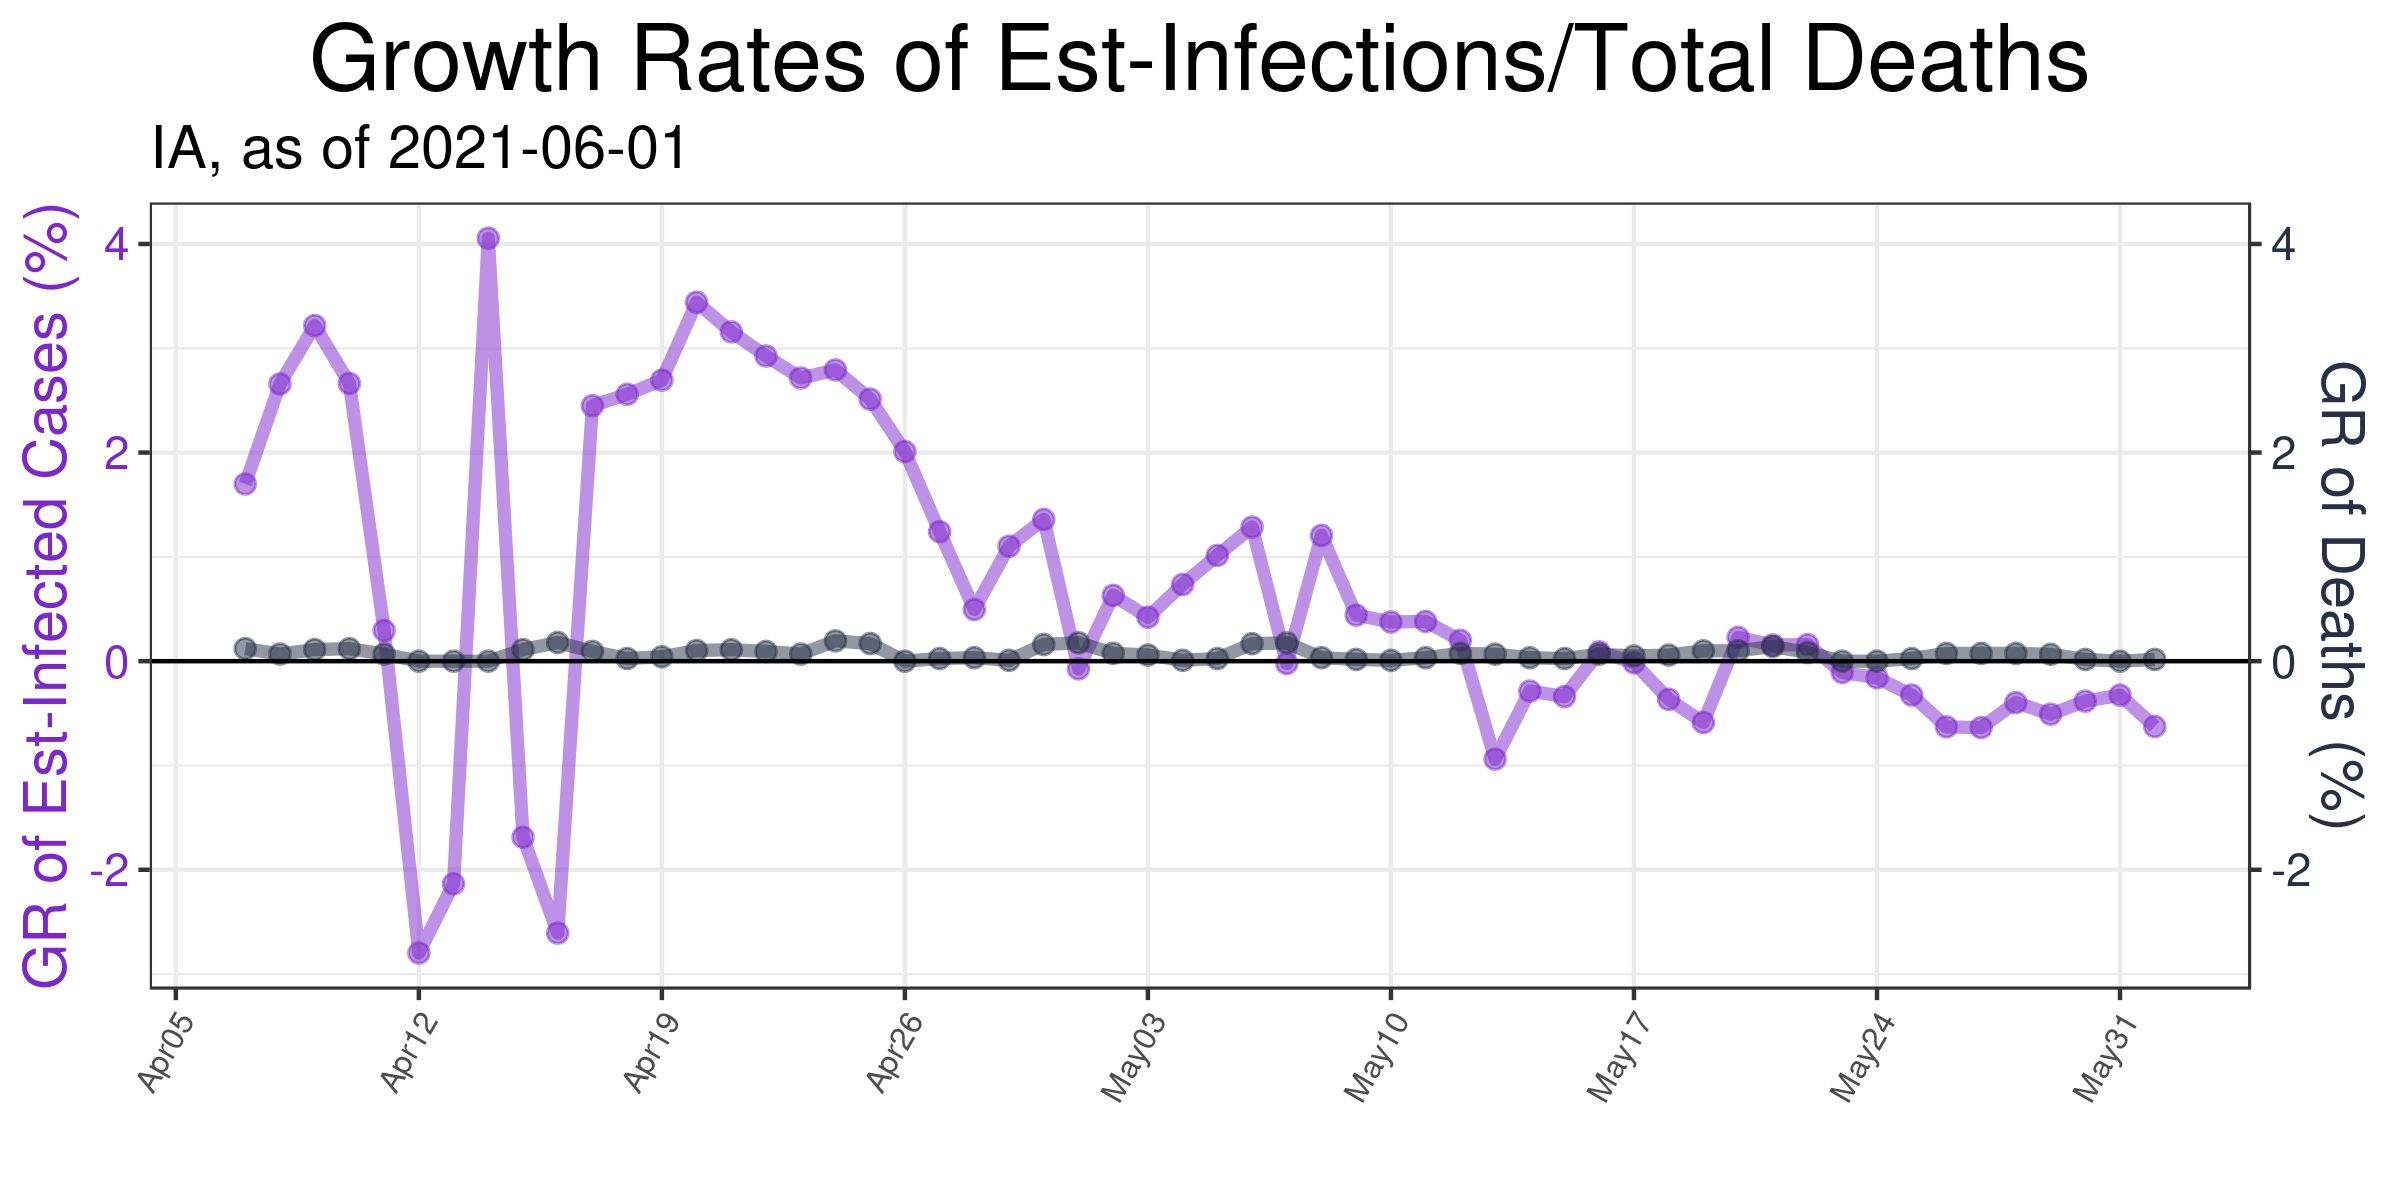 Growth Rates of Est-Infections/Total Deaths
IA, as of 2021-06-01
GR of Est-Infected Cases (%)
4
2
0
-2
4
2
0
-2
GR of Deaths (%)
Apr05
Apr12
Apr19
Apr26
May03
May10
May17
May24
May31